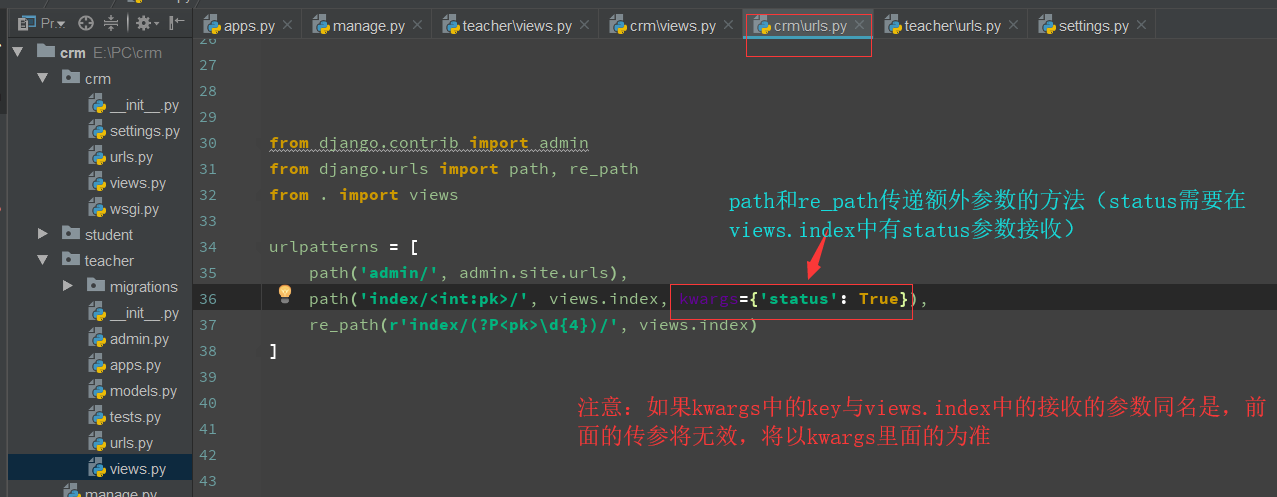 Pr
apps.py
manage.py
teacher\views.py
crm\views.py
crm\urls.py
teacher\urls.py
settings.py
crm E:\PC\crm
crm
__init__.py
settings.py
urls.py
views.py
wsgi.py
student
teacher
migrations
__init__.py
admin.py
apps.py
models.py
tests.py
urls.py
views.py
manage.py
26
27
28
29
30 from django.contrib import admin
31 from django.urls import path, re_path
32 from . import views
33
34 urlpatterns = [
35 path('admin/', admin.site.urls),
36 path('index/<int:pk>/', views.index, kwargs={'status': True}),
37 re_path(r'index/(?P<pk>\d{4})/', views.index)
38 ]
39
40
41
42
43
path和re_path传递额外参数的方法（status需要在
views.index中有status参数接收）
注意：如果kwargs中的key与views.index中的接收的参数同名是，前
面的传参将无效，将以kwargs里面的为准